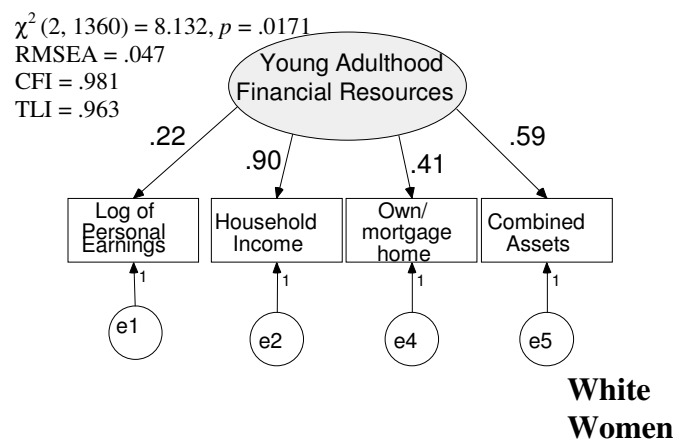 χ² (2, 1360) = 8.132, p = .0171
RMSEA = .047
CFI = .981
TLI = .963
Young Adulthood
Financial Resources
.22
.90
.41
.59
Log of
Personal
Earnings
Household
Income
Own/
mortgage
home
Combined
Assets
1
1
1
1
e1
e2
e4
e5
White
Women